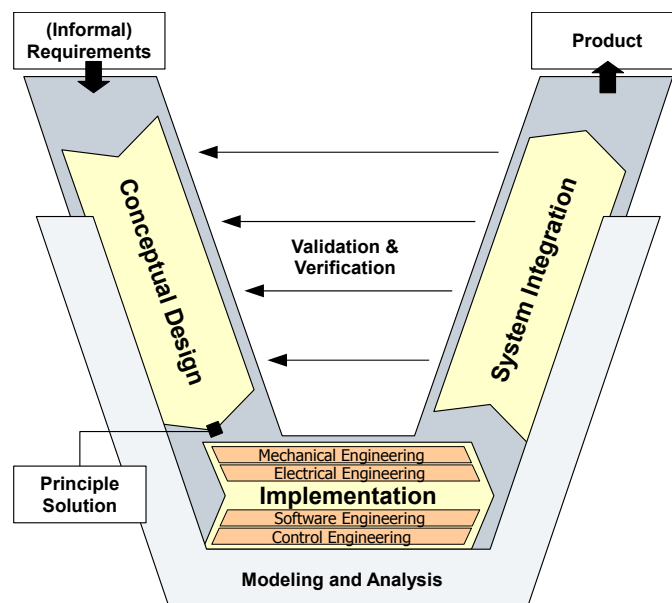 (Informal)
Requirements
Product
Conceptual Design
System Integration
Validation &
Verification
Principle
Solution
Mechanical Engineering
Electrical Engineering
Implementation
Software Engineering
Control Engineering
Modeling and Analysis